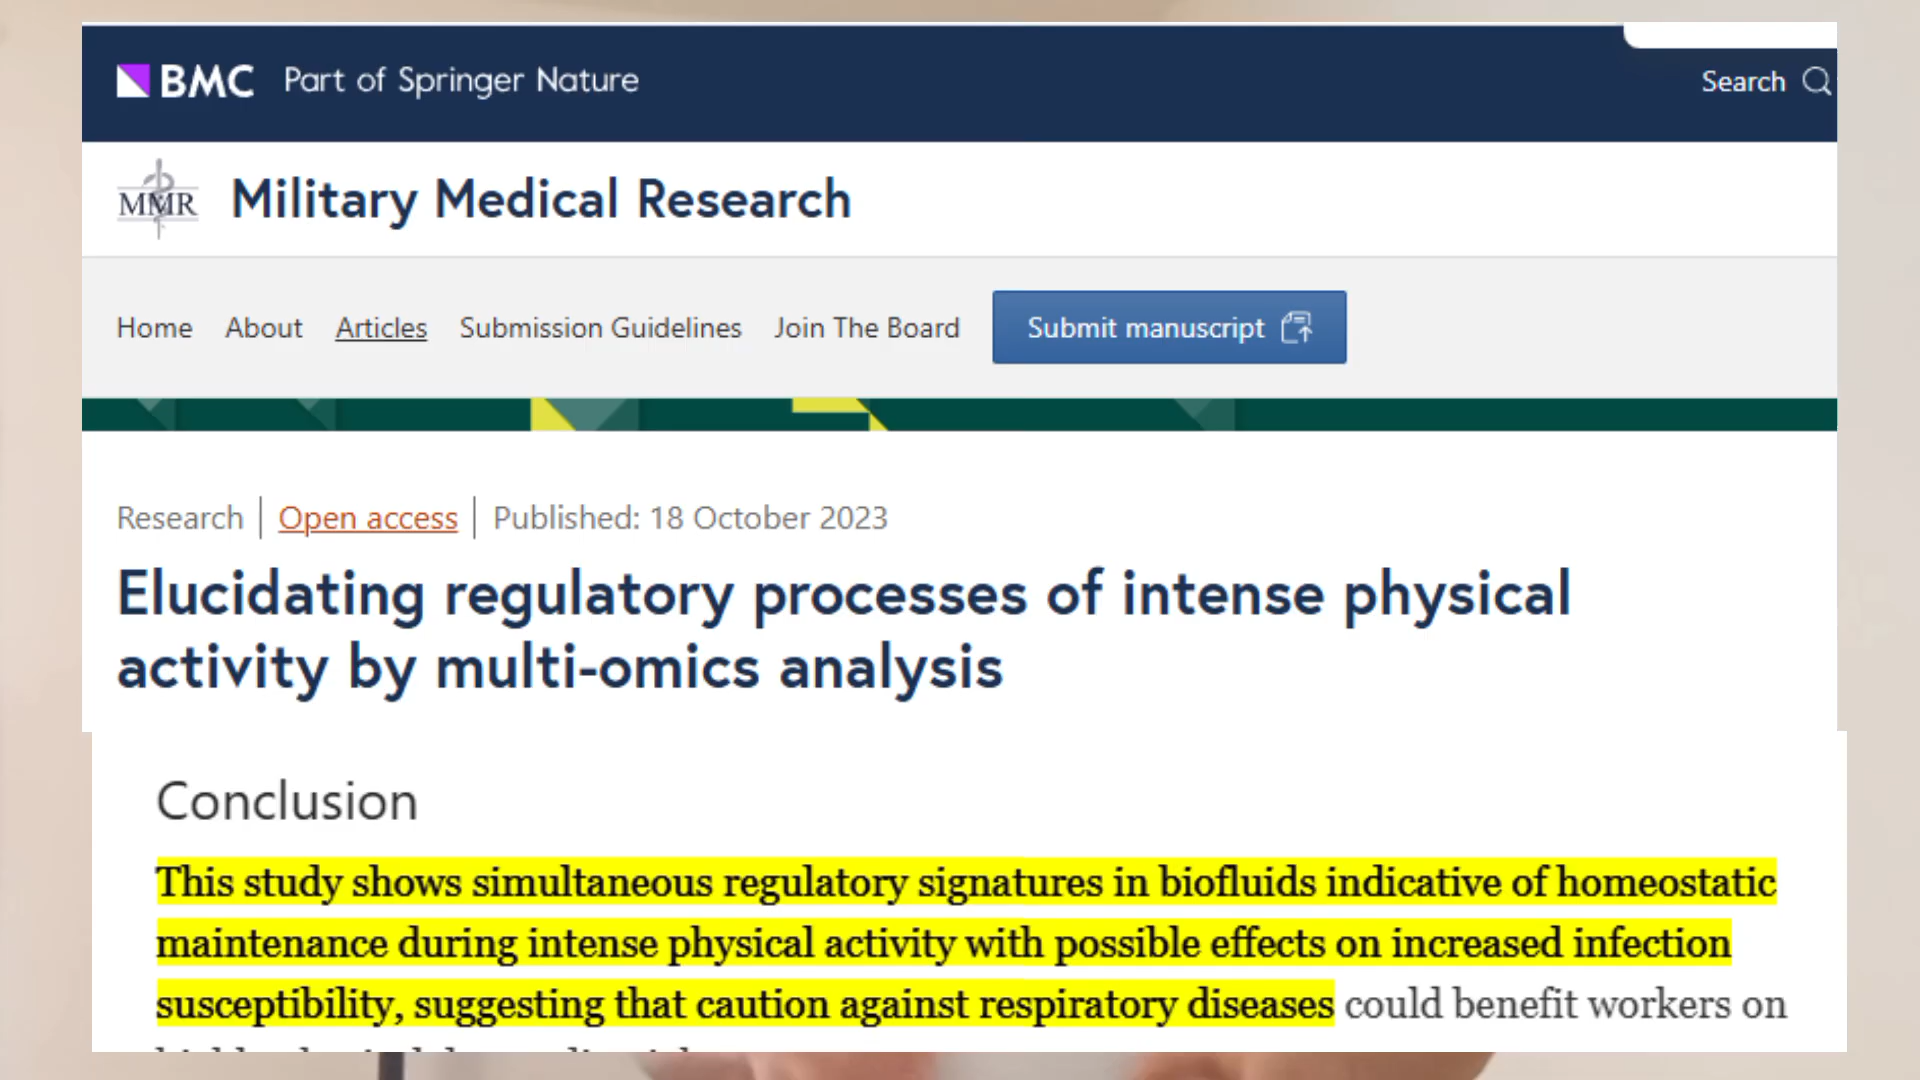 BMC Part of Springer Nature
Search
MMR Military Medical Research
Home About Articles Submission Guidelines Join The Board Submit manuscript
Research | Open access | Published: 18 October 2023
Elucidating regulatory processes of intense physical
activity by multi-omics analysis
Conclusion
This study shows simultaneous regulatory signatures in biofluids indicative of homeostatic
maintenance during intense physical activity with possible effects on increased infection
susceptibility, suggesting that caution against respiratory diseases could benefit workers on